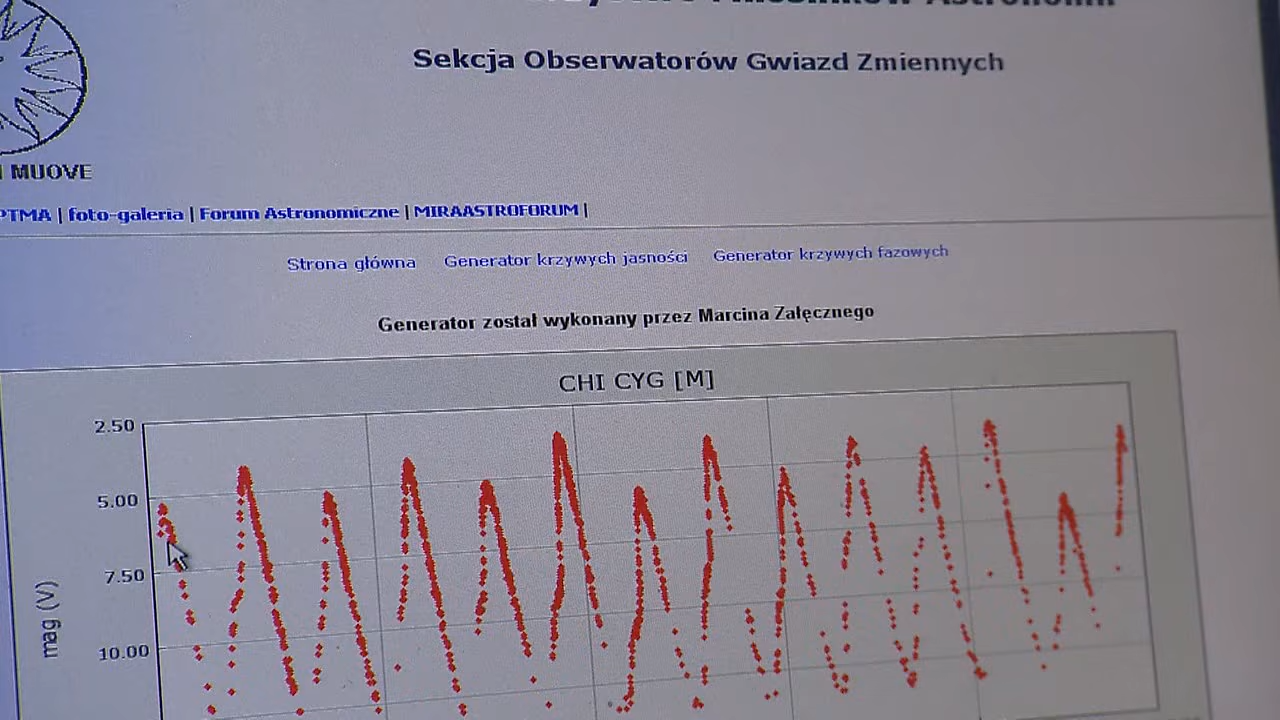 Sekcja Obserwatorów Gwiazd Zmiennych
MUOVE
PTMA | foto-galeria | Forum Astronomiczne | MIRAASTROFORUM |
Strona główna Generator krzywych jasności Generator krzywych fazowych
Generator został wykonany przez Marcina Załęcznego
CHI CYG [M]
2.50
5.00
7.50
10.00
mag (V)